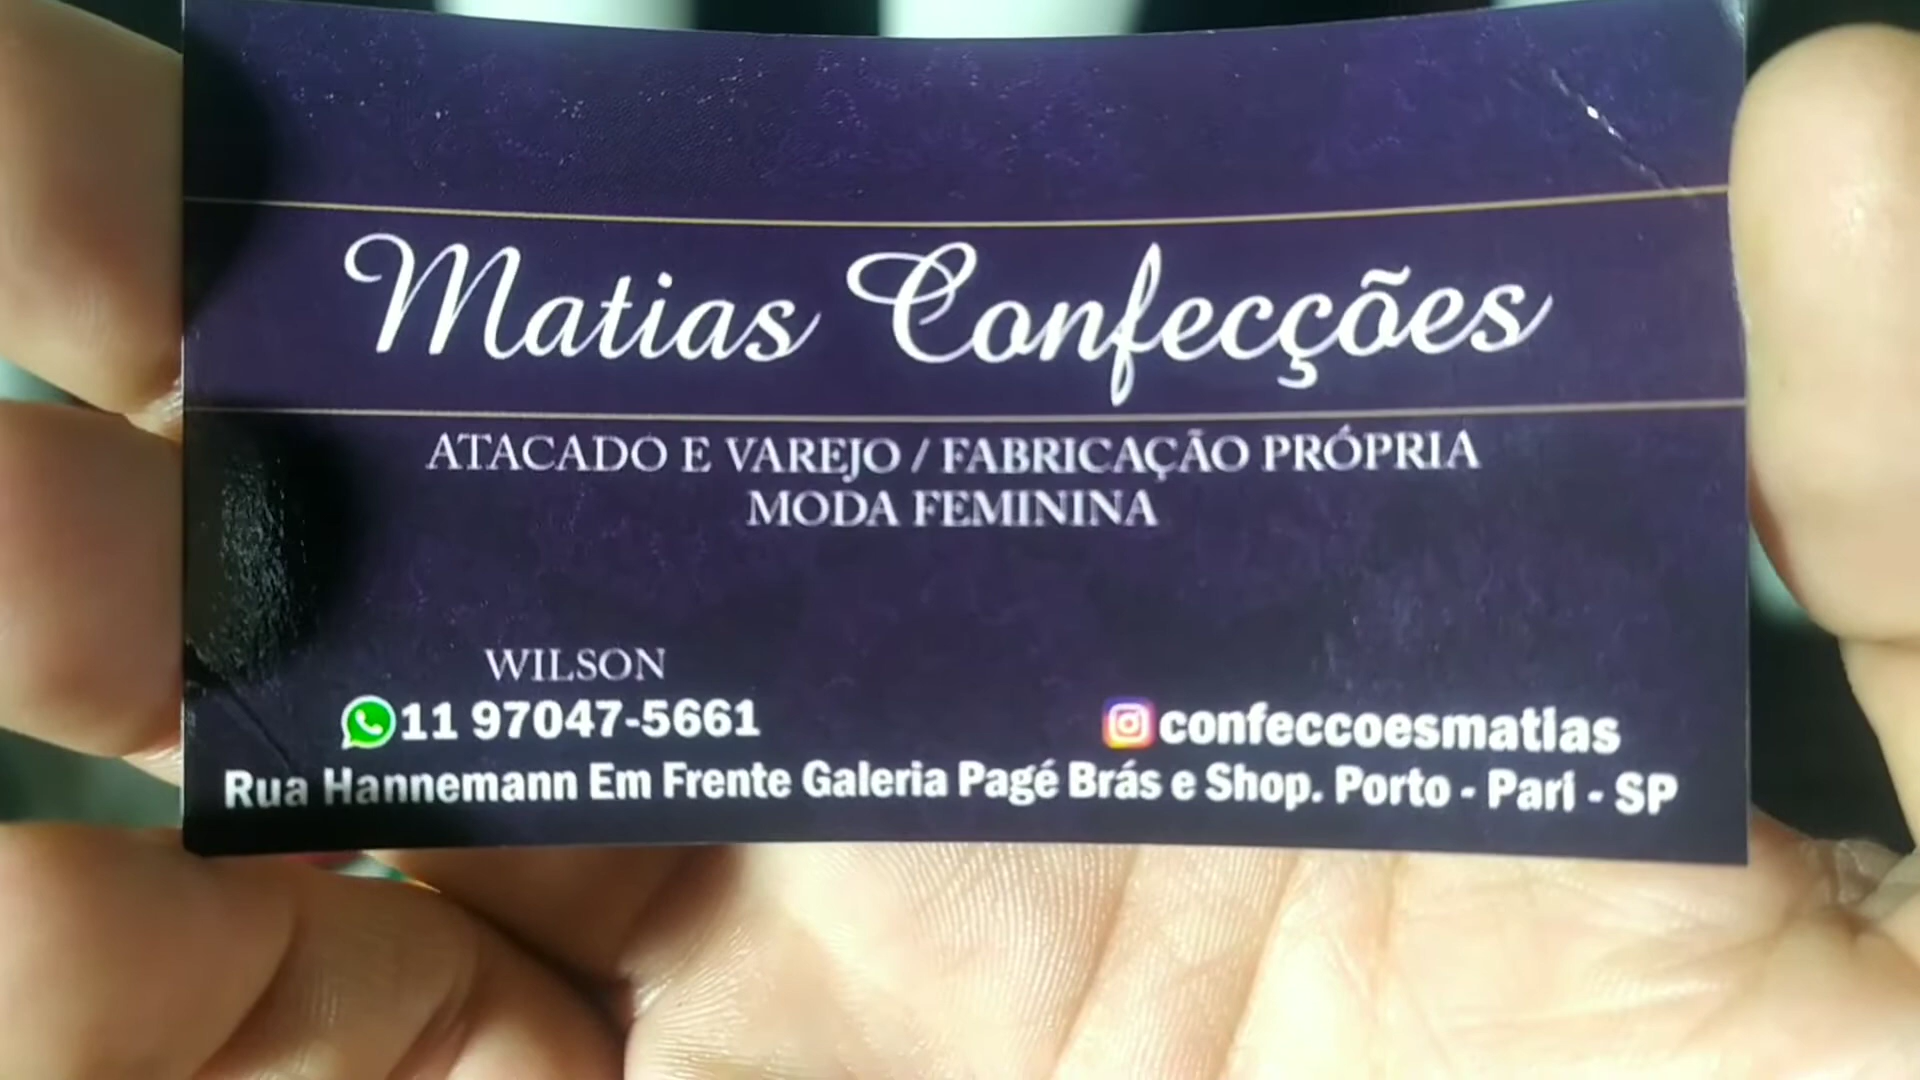 Matias Confecções
ATACADO E VAREJO / FABRICAÇÃO PRÓPRIA
MODA FEMININA
WILSON
11 97047-5661
confeccoesmatias
Rua Hannemann Em Frente Galeria Pagé Brás e Shop. Porto - Pari - SP